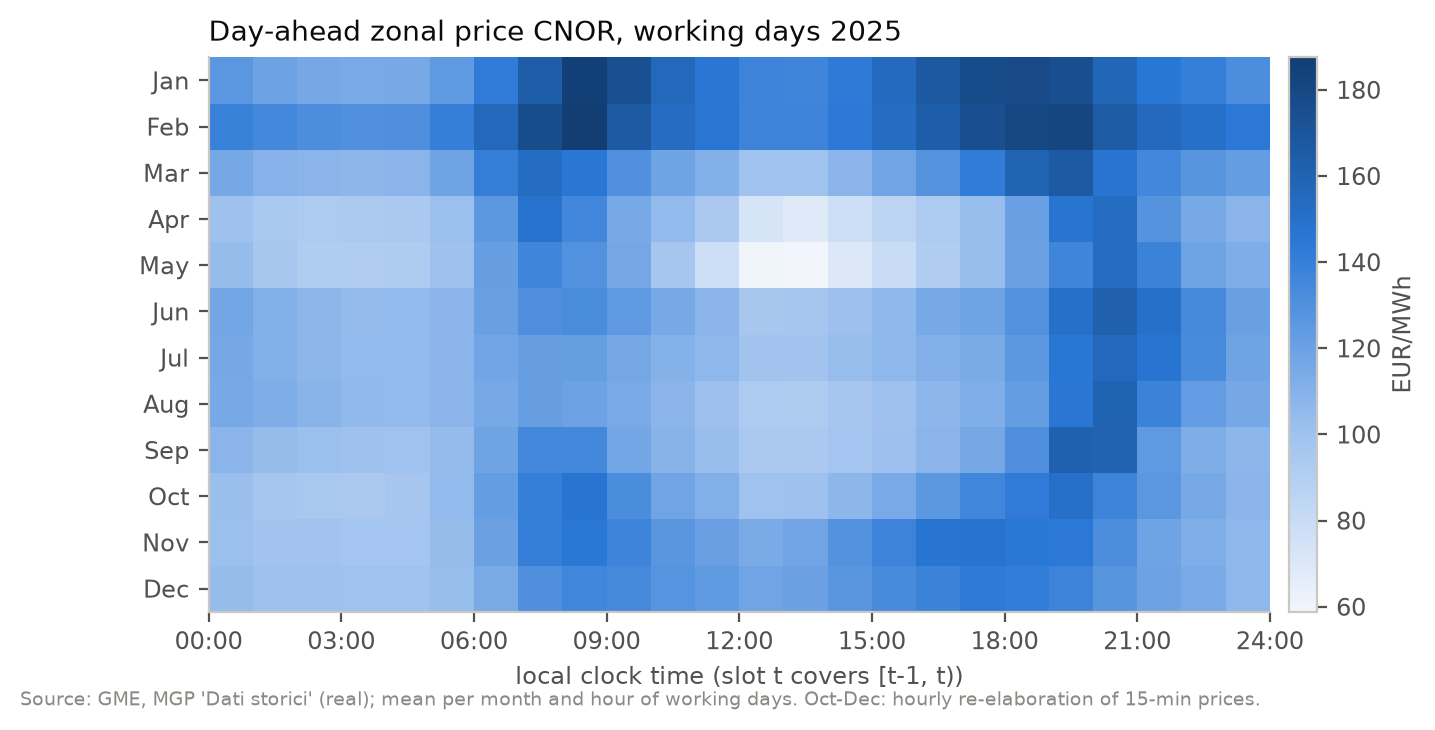 Day-ahead zonal price CNOR, working days 2025
Jan
Feb
Mar
Apr
May
Jun
Jul
Aug
Sep
Oct
Nov
Dec
00:00 03:00 06:00 09:00 12:00 15:00 18:00 21:00 24:00
local clock time (slot t covers [t-1, t))
180
160
140
120
100
80
60
EUR/MWh
Source: GME, MGP 'Dati storici' (real); mean per month and hour of working days. Oct-Dec: hourly re-elaboration of 15-min prices.